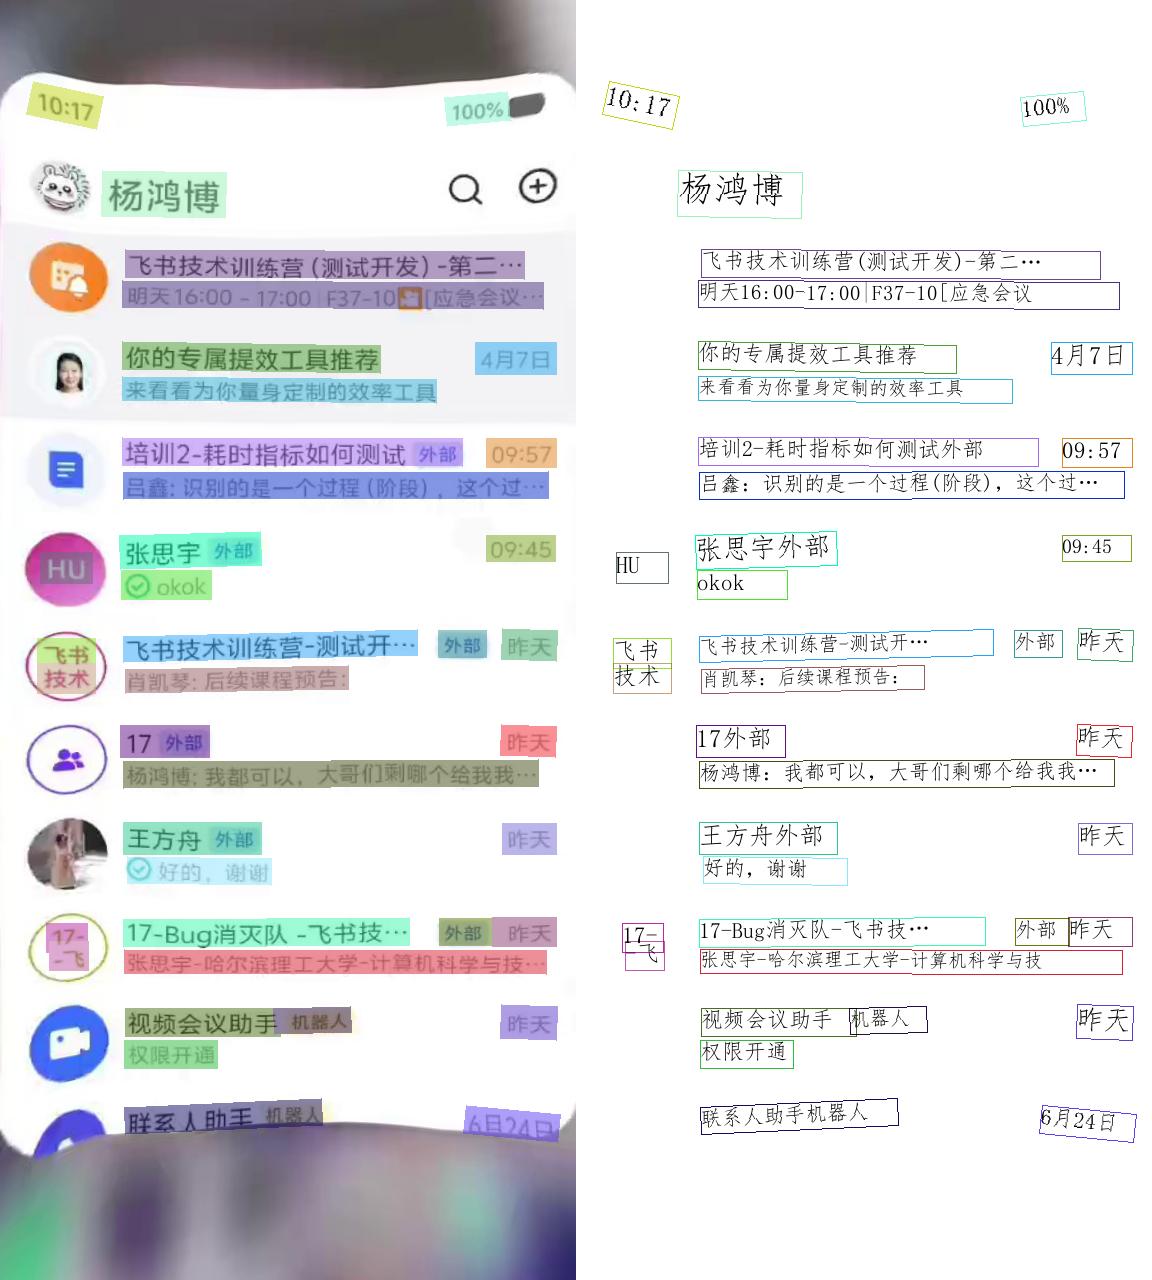 10:17
100%
杨鸿博
飞书技术训练营(测试开发)-第二…
明天16:00 - 17:00 | F37-10 [应急会议…
你的专属提效工具推荐
4月7日
来看看为你量身定制的效率工具
培训2-耗时指标如何测试 外部
09:57
吕鑫: 识别的是一个过程(阶段)，这个过…
HU
张思宇 外部
09:45
okok
飞书
技术
飞书技术训练营-测试开… 外部
昨天
肖凯琴: 后续课程预告:
17 外部
昨天
杨鸿博: 我都可以，大哥们剩哪个给我我…
王方舟 外部
昨天
好的，谢谢
17-
-飞
17-Bug消灭队 -飞书技… 外部
昨天
张思宇-哈尔滨理工大学-计算机科学与技…
视频会议助手 机器人
昨天
权限开通
联系人助手 机器人
6月24日
10:17
100%
杨鸿博
飞书技术训练营(测试开发)-第二…
明天16:00-17:00|F37-10[应急会议
你的专属提效工具推荐
4月7日
来看看为你量身定制的效率工具
培训2-耗时指标如何测试外部
09:57
吕鑫: 识别的是一个过程(阶段)，这个过…
HU
张思宇外部
09:45
okok
飞书
技术
飞书技术训练营-测试开…
外部
昨天
肖凯琴: 后续课程预告:
17外部
昨天
杨鸿博: 我都可以，大哥们剩哪个给我我…
王方舟外部
昨天
好的，谢谢
17-
-飞
17-Bug消灭队-飞书技…
外部
昨天
张思宇-哈尔滨理工大学-计算机科学与技
视频会议助手
机器人
昨天
权限开通
联系人助手机器人
6月24日